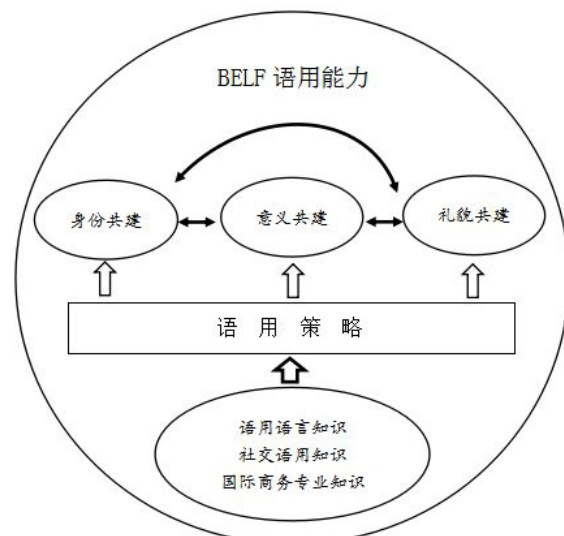 BELF 语用能力
身份共建
意义共建
礼貌共建
语 用 策 略
语用语言知识
社交语用知识
国际商务专业知识